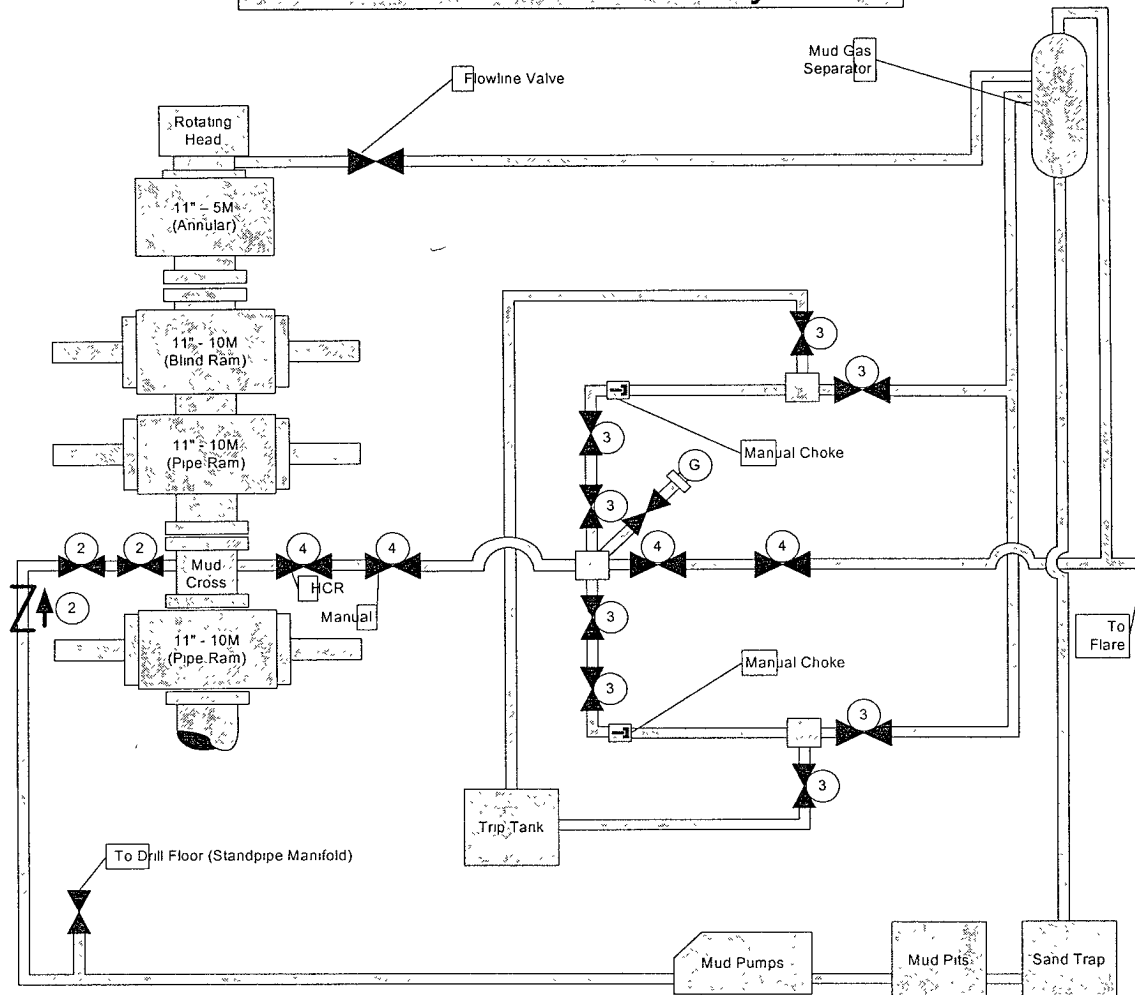 Mud Gas
Separator
Flowline Valve
Rotating
Head
11" – 5M
(Annular)
11" - 10M
(Blind Ram)
3
3
11" - 10M
(Pipe Ram)
3
Manual Choke
G
3
2
2
Mud
Cross
4
4
4
4
HCR
Manual
2
3
To
Flare
11" - 10M
(Pipe Ram)
3
Manual Choke
3
3
Trip Tank
To Drill Floor (Standpipe Manifold)
Mud Pumps
Mud Pits
Sand Trap